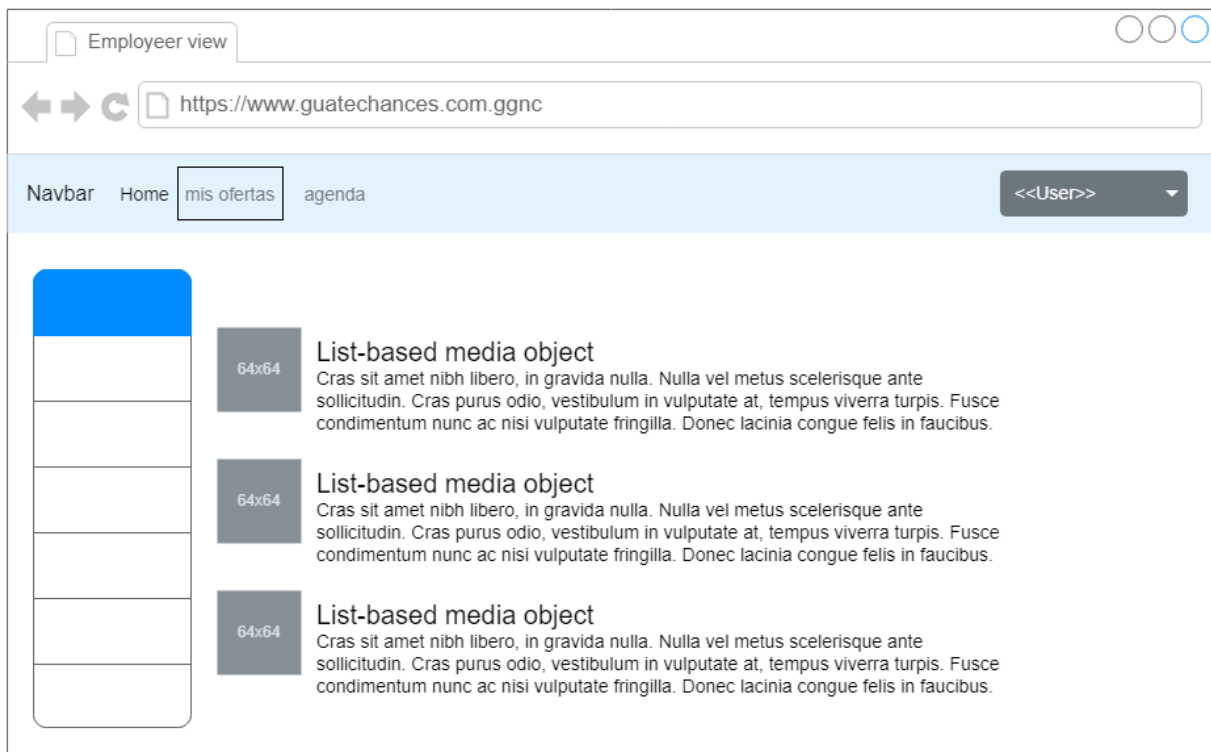 Employeer view
https://www.guatechances.com.ggnc
Navbar Home mis ofertas agenda <<User>>
64x64
List-based media object
Cras sit amet nibh libero, in gravida nulla. Nulla vel metus scelerisque ante
sollicitudin. Cras purus odio, vestibulum in vulputate at, tempus viverra turpis. Fusce
condimentum nunc ac nisi vulputate fringilla. Donec lacinia congue felis in faucibus.
64x64
List-based media object
Cras sit amet nibh libero, in gravida nulla. Nulla vel metus scelerisque ante
sollicitudin. Cras purus odio, vestibulum in vulputate at, tempus viverra turpis. Fusce
condimentum nunc ac nisi vulputate fringilla. Donec lacinia congue felis in faucibus.
64x64
List-based media object
Cras sit amet nibh libero, in gravida nulla. Nulla vel metus scelerisque ante
sollicitudin. Cras purus odio, vestibulum in vulputate at, tempus viverra turpis. Fusce
condimentum nunc ac nisi vulputate fringilla. Donec lacinia congue felis in faucibus.